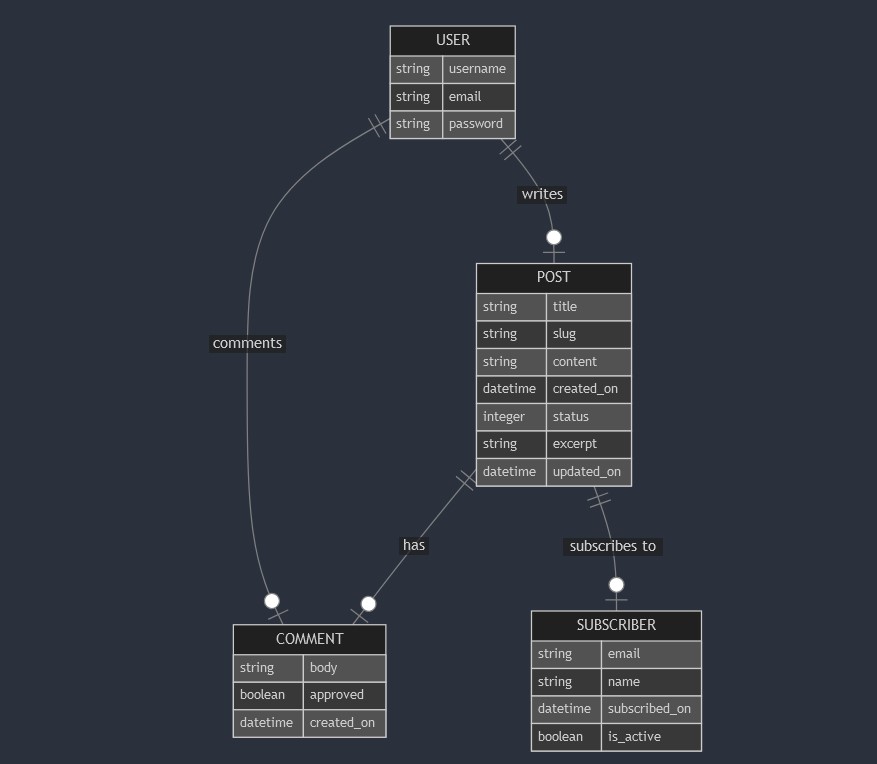 USER
string username
string email
string password
writes
POST
string title
string slug
string content
datetime created_on
integer status
string excerpt
datetime updated_on
comments
has
subscribes to
COMMENT
string body
boolean approved
datetime created_on
SUBSCRIBER
string email
string name
datetime subscribed_on
boolean is_active